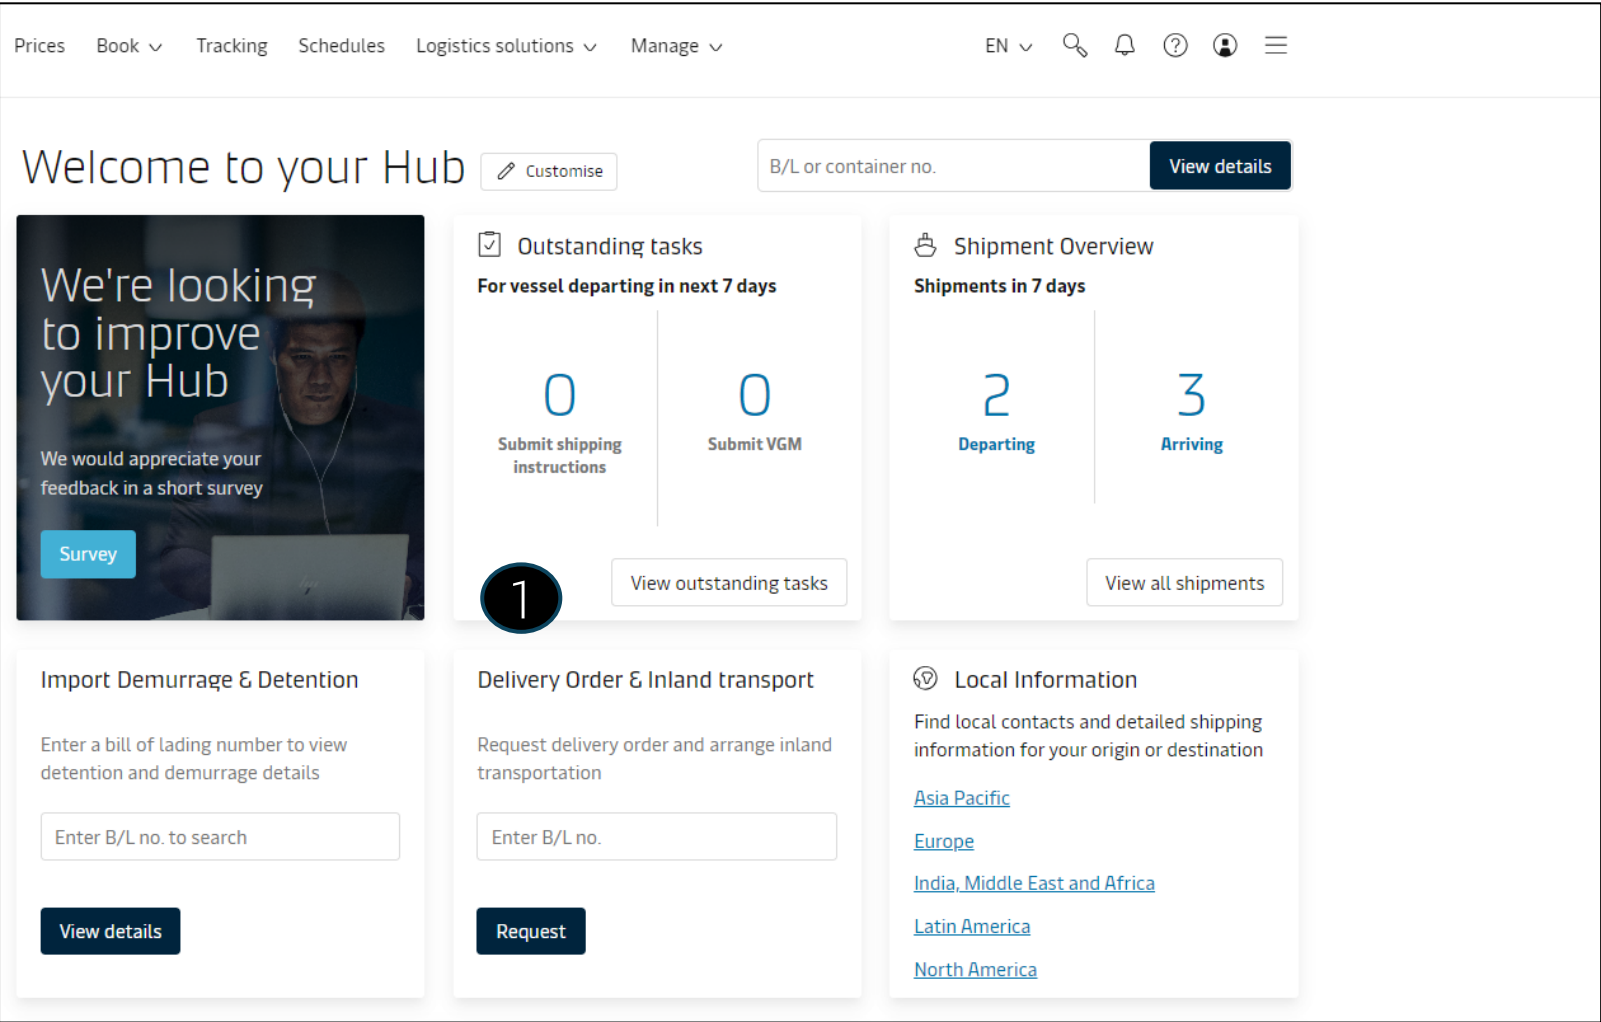 Prices Book Tracking Schedules Logistics solutions Manage EN
Welcome to your Hub
Customise
B/L or container no.
View details
We're looking
to improve
your Hub
We would appreciate your
feedback in a short survey
Survey
Outstanding tasks
For vessel departing in next 7 days
0
Submit shipping
instructions
0
Submit VGM
1
View outstanding tasks
Shipment Overview
Shipments in 7 days
2
Departing
3
Arriving
View all shipments
Import Demurrage & Detention
Enter a bill of lading number to view
detention and demurrage details
Enter B/L no. to search
View details
Delivery Order & Inland transport
Request delivery order and arrange inland
transportation
Enter B/L no.
Request
Local Information
Find local contacts and detailed shipping
information for your origin or destination
Asia Pacific
Europe
India, Middle East and Africa
Latin America
North America